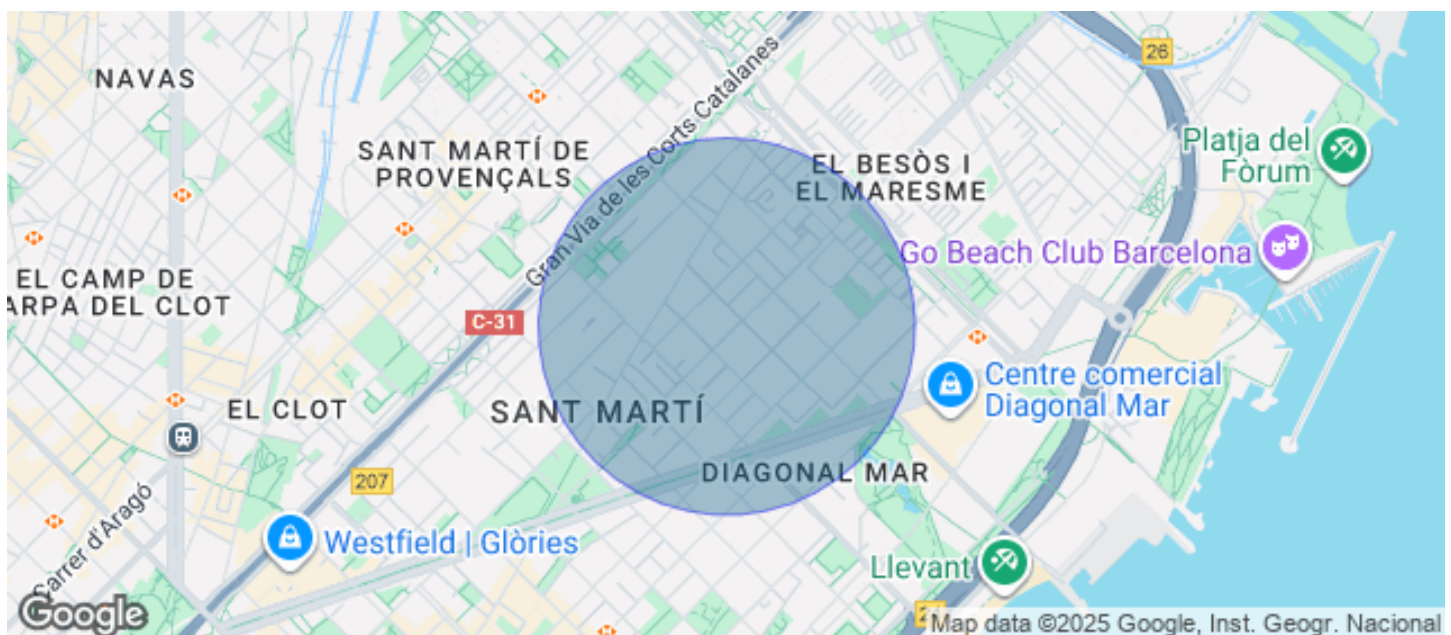 NAVAS
26
SANT MARTÍ DE
PROVENÇALS
Gran Via de les Corts Catalanes
EL BESÒS I
EL MARESME
Platja del
Fòrum
Go Beach Club Barcelona
EL CAMP DE
ARPA DEL CLOT
C-31
Centre comercial
Diagonal Mar
EL CLOT
SANT MARTÍ
DIAGONAL MAR
207
Carrer d'Aragó
Westfield | Glòries
Llevant
Google
Map data ©2025 Google, Inst. Geogr. Nacional